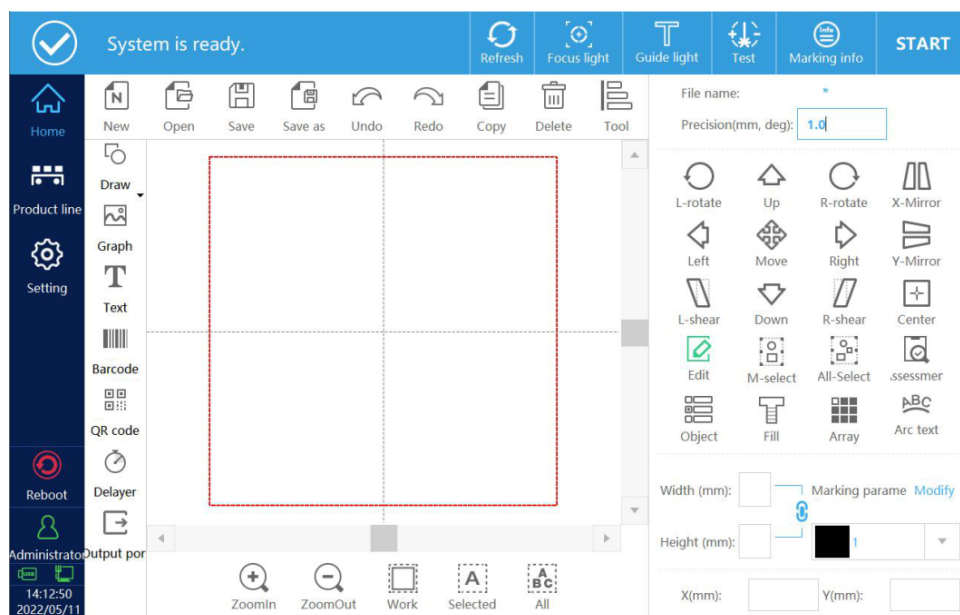 System is ready.
Refresh
Focus light
Guide light
Test
Info
Marking info
START
Home
Product line
Setting
Reboot
Administrato
USB
14:12:50
2022/05/11
N
New
Open
Save
Save as
Undo
Redo
Copy
Delete
Tool
Draw
Graph
T
Text
Barcode
QR code
Delayer
Output por
ZoomIn
ZoomOut
Work
A
Selected
A
BC
All
File name: *
Precision(mm, deg): 1.0
L-rotate
Up
R-rotate
X-Mirror
Left
Move
Right
Y-Mirror
L-shear
Down
R-shear
Center
Edit
M-select
All-Select
ssessmer
Object
Fill
Array
ABC
Arc text
Width (mm):
Marking parame Modify
Height (mm):
1
X(mm):
Y(mm):